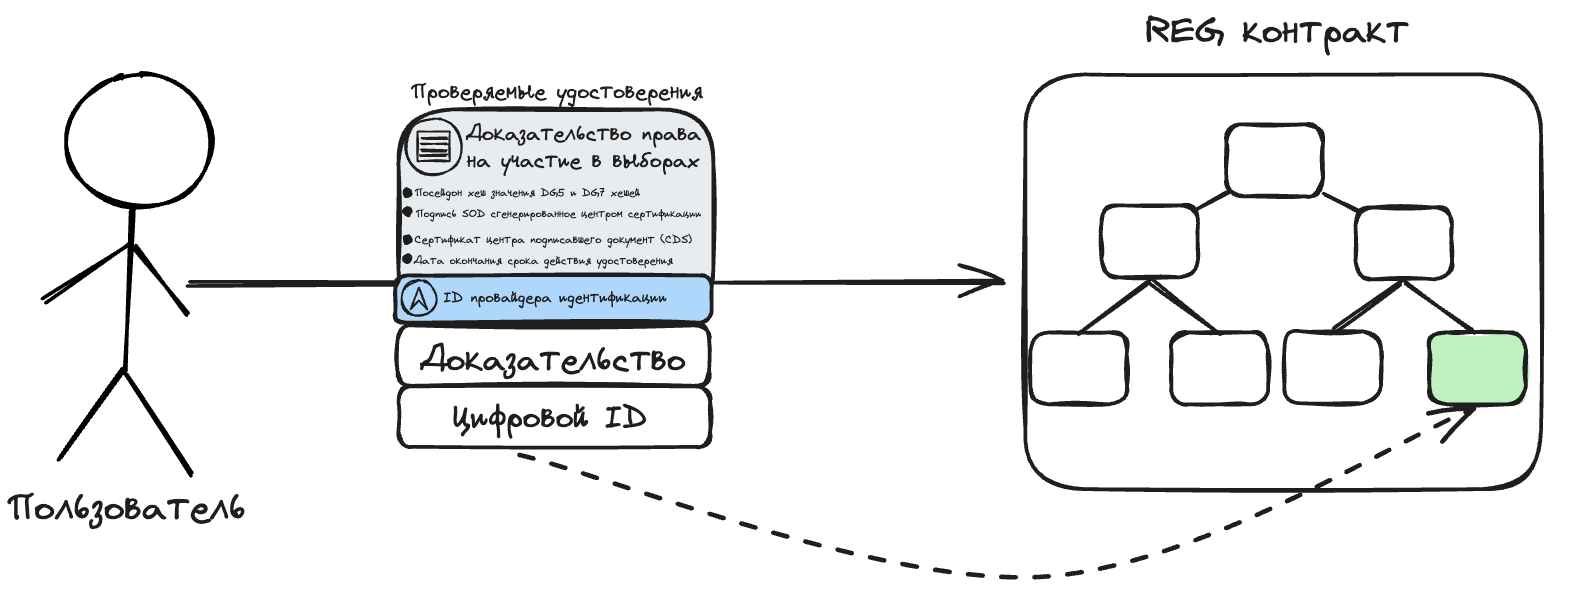 REG контракт
Проверяемые удостоверения
Доказательство права
на участие в выборах
Посейдон хеш значения DG5 и DG7 хешей
Подпись SOD сгенерированное центром сертификации
Сертификат центра подписавшего документ (CDS)
Дата окончания срока действия удостоверения
ID провайдера идентификации
Доказательство
Цифровой ID
Пользователь